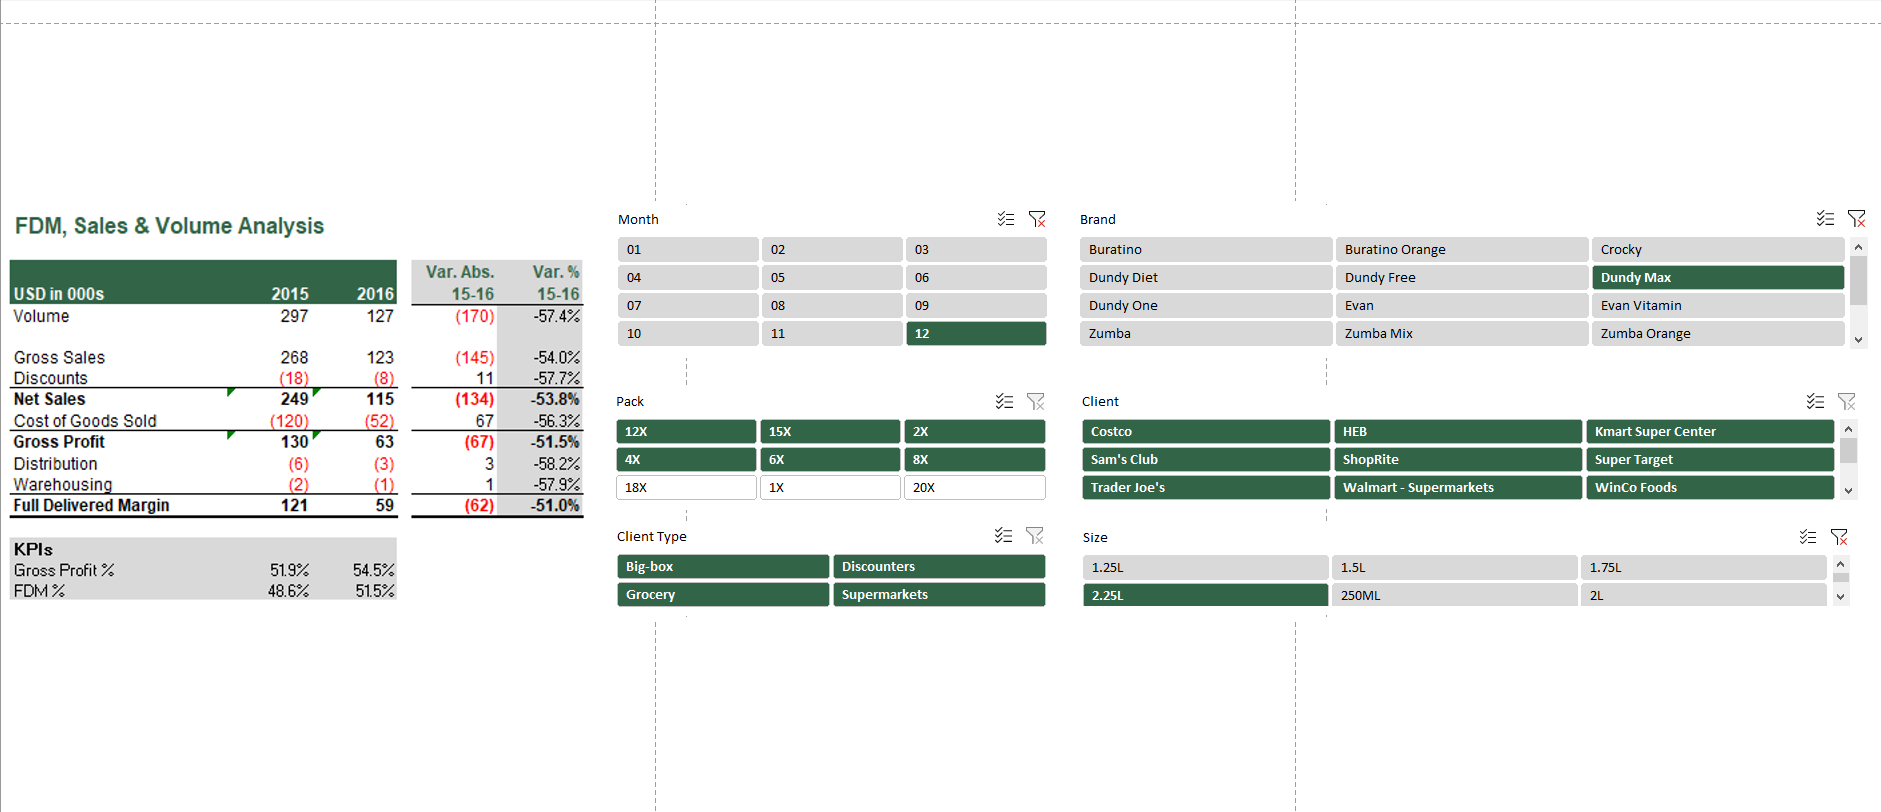 FDM, Sales & Volume Analysis
Var. Abs. Var. %
USD in 000s 2015 2016 15-16 15-16
Volume 297 127 (170) -57.4%
Gross Sales 268 123 (145) -54.0%
Discounts (18) (8) 11 -57.7%
Net Sales 249 115 (134) -53.8%
Cost of Goods Sold (120) (52) 67 -56.3%
Gross Profit 130 63 (67) -51.5%
Distribution (6) (3) 3 -58.2%
Warehousing (2) (1) 1 -57.9%
Full Delivered Margin 121 59 (62) -51.0%
KPIs
Gross Profit % 51.9% 54.5%
FDM % 48.6% 51.5%
Month
01 02 03
04 05 06
07 08 09
10 11 12
Brand
Buratino Buratino Orange Crocky
Dundy Diet Dundy Free Dundy Max
Dundy One Evan Evan Vitamin
Zumba Zumba Mix Zumba Orange
Pack
12X 15X 2X
4X 6X 8X
18X 1X 20X
Client
Costco HEB Kmart Super Center
Sam's Club ShopRite Super Target
Trader Joe's Walmart - Supermarkets WinCo Foods
Client Type
Big-box Discounters
Grocery Supermarkets
Size
1.25L 1.5L 1.75L
2.25L 250ML 2L